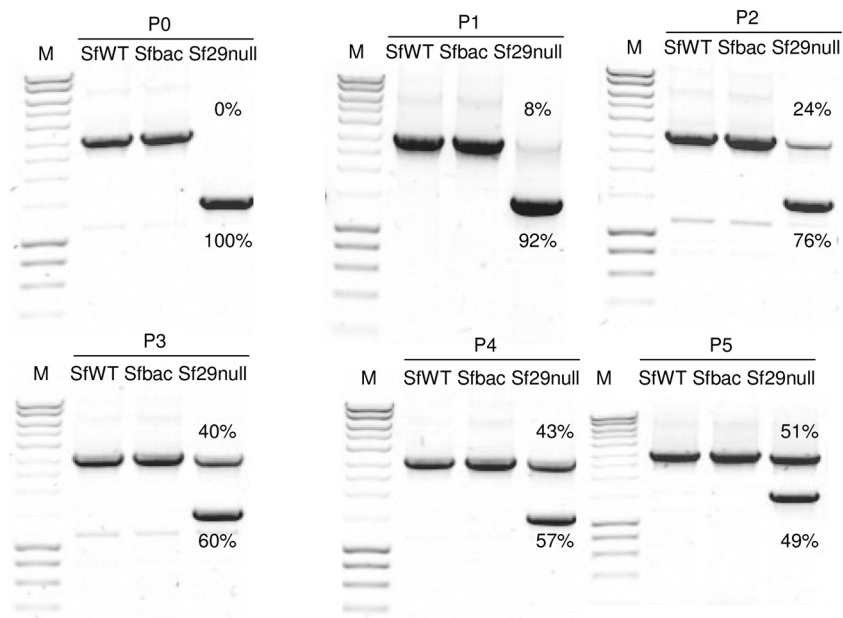 P0
M SfWT Sfbac Sf29null
0%
100%
P1
M SfWT Sfbac Sf29null
8%
92%
P2
M SfWT Sfbac Sf29null
24%
76%
P3
M SfWT Sfbac Sf29null
40%
60%
P4
M SfWT Sfbac Sf29null
43%
57%
P5
M SfWT Sfbac Sf29null
51%
49%